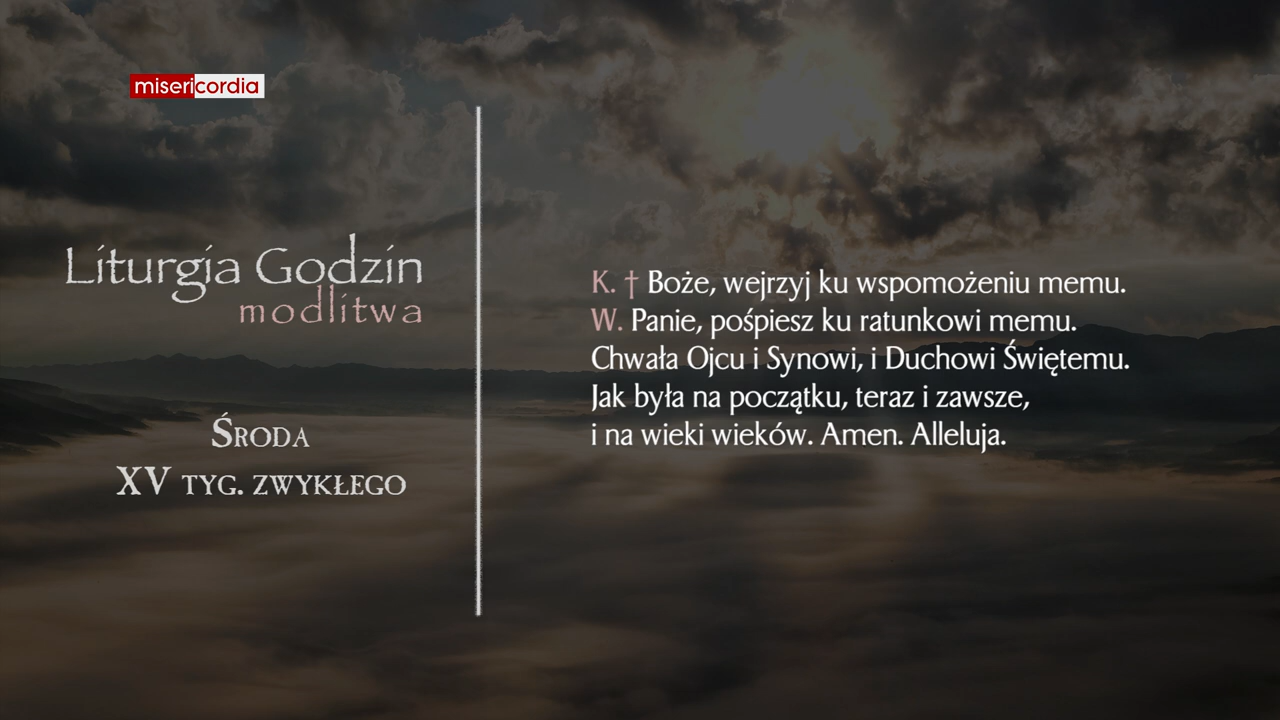 misericordia
Liturgia Godzin
modlitwa
Środa
XV tyg. zwykłego
K. † Boże, wejrzyj ku wspomożeniu memu.
W. Panie, pośpiesz ku ratunkowi memu.
Chwała Ojcu i Synowi, i Duchowi Świętemu.
Jak była na początku, teraz i zawsze,
i na wieki wieków. Amen. Alleluja.